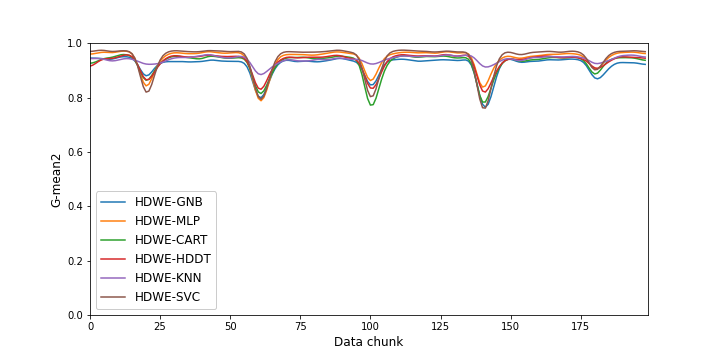 1.0
0.8
0.6
0.4
0.2
0.0
G-mean2
HDWE-GNB
HDWE-MLP
HDWE-CART
HDWE-HDDT
HDWE-KNN
HDWE-SVC
0 25 50 75 100 125 150 175
Data chunk